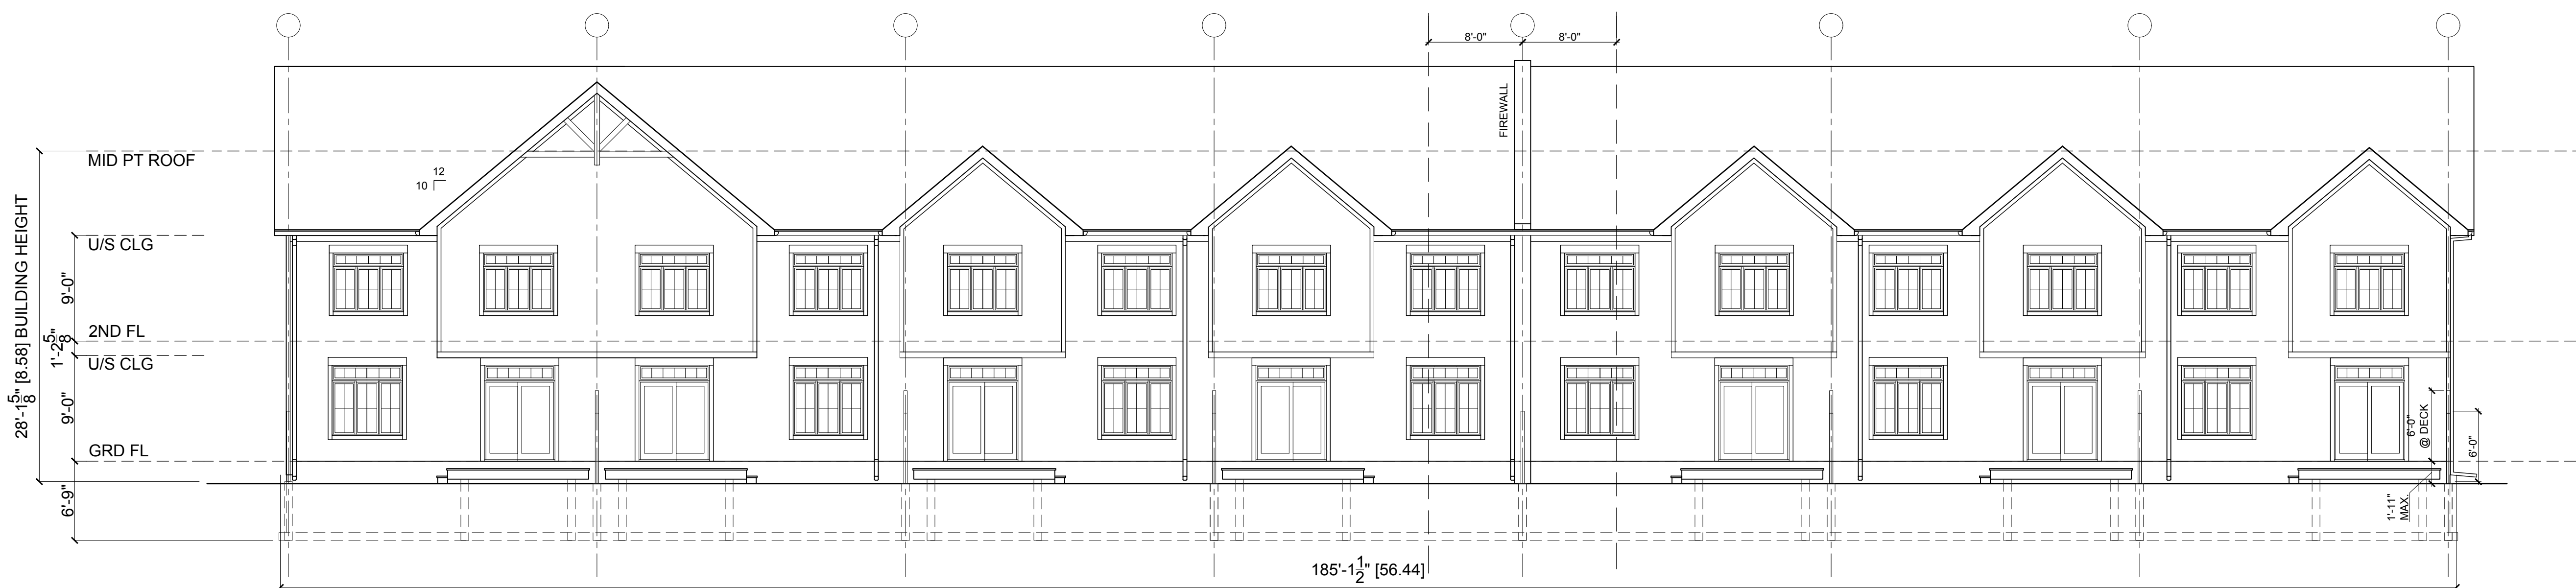 8'-0" 8'-0"
FIREWALL
MID PT ROOF
12
10
U/S CLG
9'-0"
28'-1 5/8" [8.58] BUILDING HEIGHT
2ND FL
1'-2 5/8"
U/S CLG
9'-0"
GRD FL
6'-0"
@ DECK
6'-0"
6'-9"
1'-11"
MAX.
185'-1 1/2" [56.44]